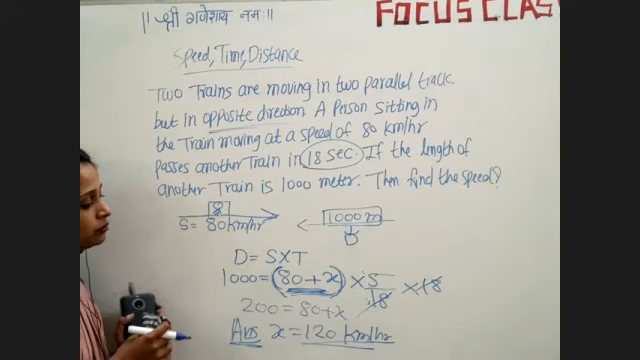 || श्री गणेशाय नमः ||
FOCUS CLAS
Speed, Time, Distance
Two Trains are moving in two parallel track
but in opposite direction. A Person sitting in
the Train moving at a speed of 80 km/hr
passes another Train in 18 sec. If the length of
another Train is 1000 meter. Then find the speed?
S= 80 km/hr
1000 m
D
D = S×T
1000 = (80+x) × 5/18 × 18
200 = 80+x
Ans x = 120 km/hr